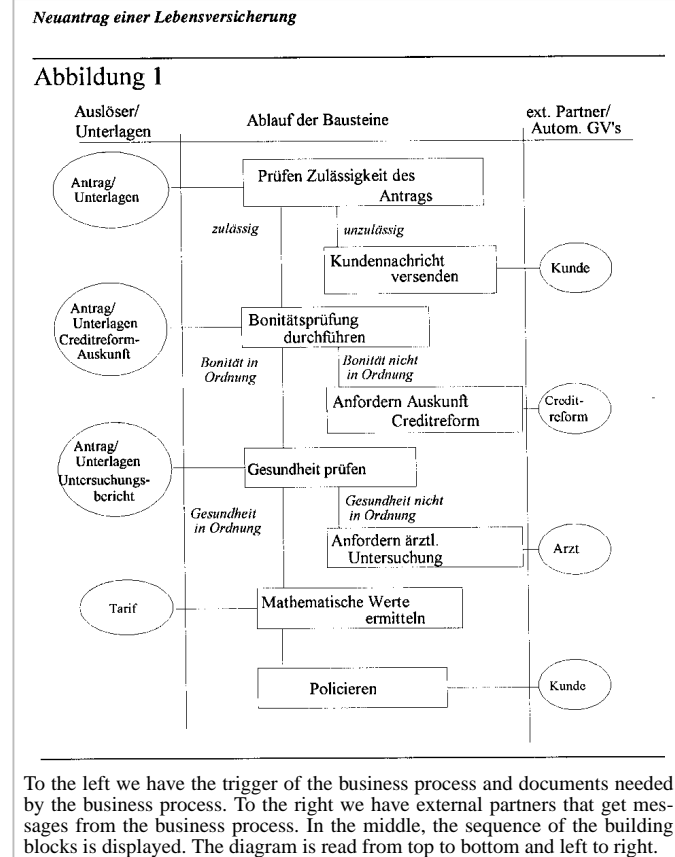 Neuantrag einer Lebensversicherung
Abbildung 1
Auslöser/
Unterlagen
Ablauf der Bausteine
ext. Partner/
Autom. GV's
Antrag/
Unterlagen
Prüfen Zulässigkeit des
Antrags
zulässig
unzulässig
Kundennachricht
versenden
Kunde
Antrag/
Unterlagen
Creditreform-
Auskunft
Bonitätsprüfung
durchführen
Bonität in
Ordnung
Bonität nicht
in Ordnung
Anfordern Auskunft
Creditreform
Credit-
reform
Antrag/
Unterlagen
Untersuchungs-
bericht
Gesundheit prüfen
Gesundheit
in Ordnung
Gesundheit nicht
in Ordnung
Anfordern ärztl.
Untersuchung
Arzt
Tarif
Mathematische Werte
ermitteln
Policieren
Kunde
To the left we have the trigger of the business process and documents needed
by the business process. To the right we have external partners that get mes-
sages from the business process. In the middle, the sequence of the building
blocks is displayed. The diagram is read from top to bottom and left to right.